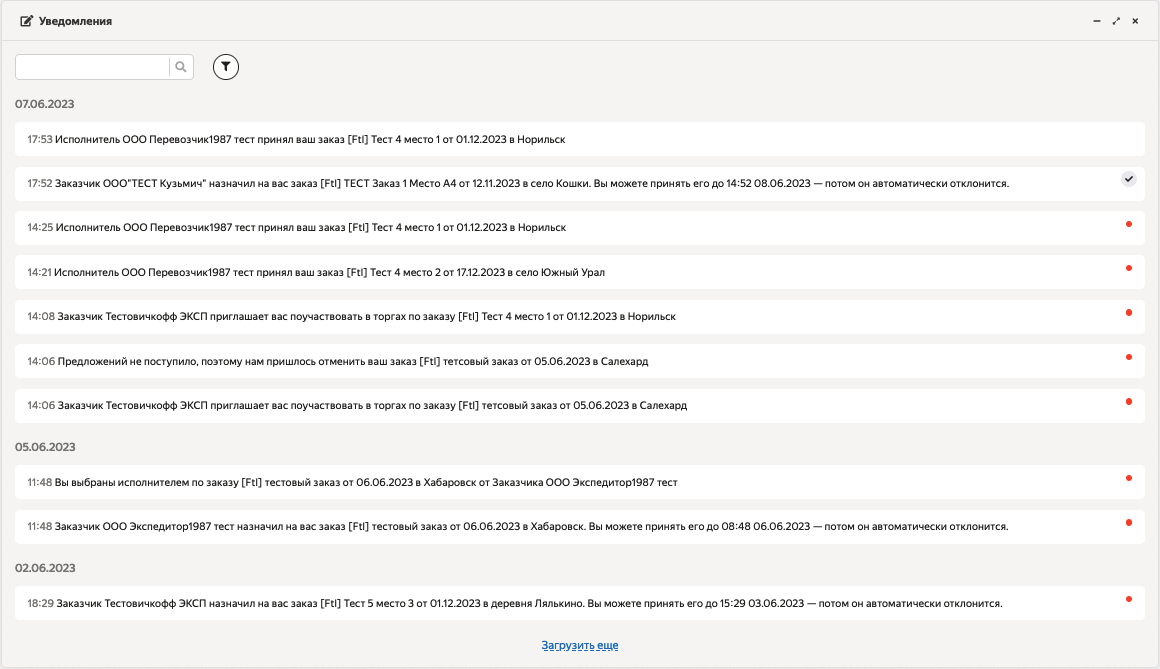 Уведомления
07.06.2023
17:53 Исполнитель ООО Перевозчик1987 тест принял ваш заказ [Ftl] Тест 4 место 1 от 01.12.2023 в Норильск
17:52 Заказчик ООО"ТЕСТ Кузьмич" назначил на вас заказ [Ftl] ТЕСТ Заказ 1 Место А4 от 12.11.2023 в село Кошки. Вы можете принять его до 14:52 08.06.2023 — потом он автоматически отклонится.
14:25 Исполнитель ООО Перевозчик1987 тест принял ваш заказ [Ftl] Тест 4 место 1 от 01.12.2023 в Норильск
14:21 Исполнитель ООО Перевозчик1987 тест принял ваш заказ [Ftl] Тест 4 место 2 от 17.12.2023 в село Южный Урал
14:08 Заказчик Тестовичкофф ЭКСП приглашает вас поучаствовать в торгах по заказу [Ftl] Тест 4 место 1 от 01.12.2023 в Норильск
14:06 Предложений не поступило, поэтому нам пришлось отменить ваш заказ [Ftl] тетсовый заказ от 05.06.2023 в Салехард
14:06 Заказчик Тестовичкофф ЭКСП приглашает вас поучаствовать в торгах по заказу [Ftl] тетсовый заказ от 05.06.2023 в Салехард
05.06.2023
11:48 Вы выбраны исполнителем по заказу [Ftl] тестовый заказ от 06.06.2023 в Хабаровск от Заказчика ООО Экспедитор1987 тест
11:48 Заказчик ООО Экспедитор1987 тест назначил на вас заказ [Ftl] тестовый заказ от 06.06.2023 в Хабаровск. Вы можете принять его до 08:48 06.06.2023 — потом он автоматически отклонится.
02.06.2023
18:29 Заказчик Тестовичкофф ЭКСП назначил на вас заказ [Ftl] Тест 5 место 3 от 01.12.2023 в деревня Лялькино. Вы можете принять его до 15:29 03.06.2023 — потом он автоматически отклонится.
Загрузить еще